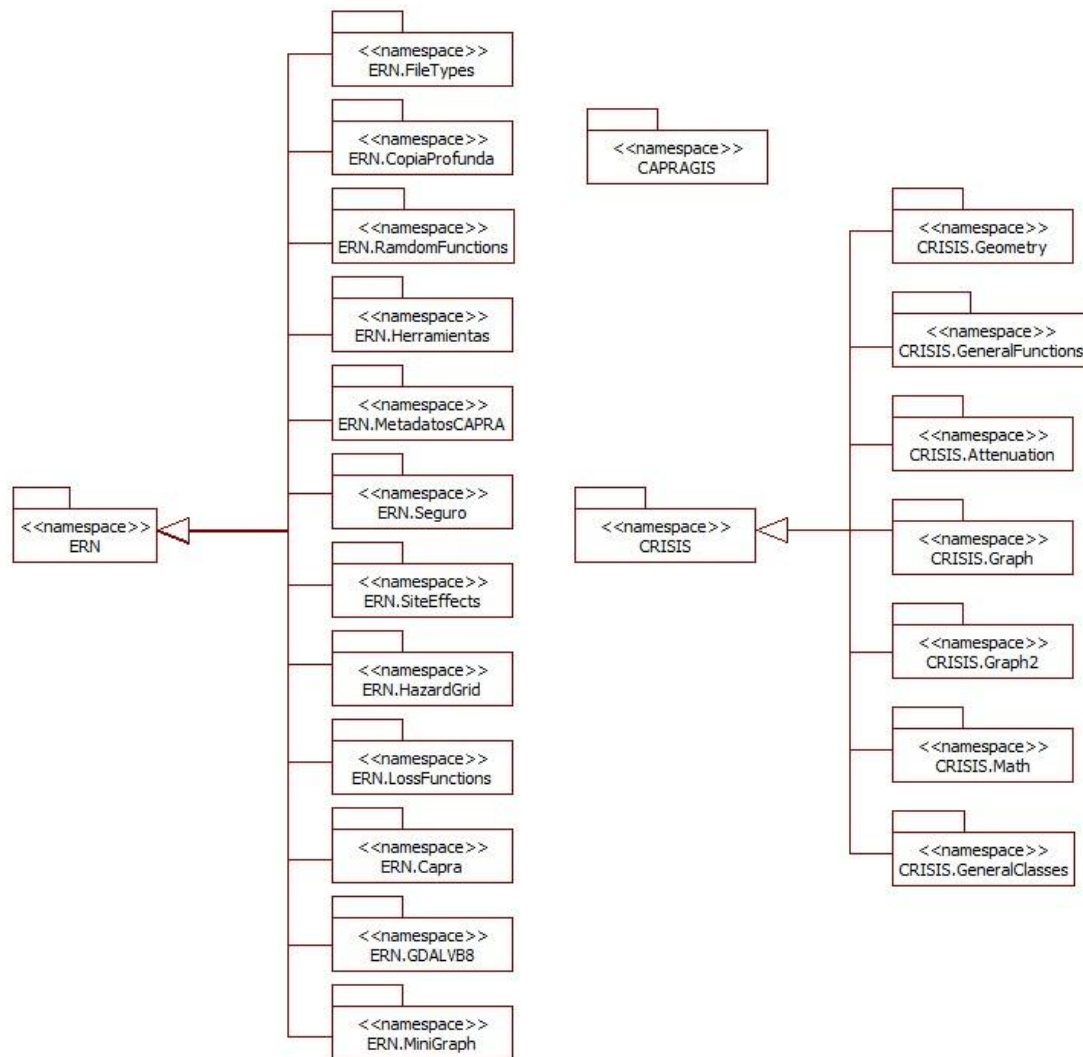 <<namespace>>
ERN.FileTypes
<<namespace>>
ERN.CopiaProfunda
<<namespace>>
ERN.RamdomFunctions
<<namespace>>
ERN.Herramientas
<<namespace>>
ERN.MetadatosCAPRA
<<namespace>>
ERN.Seguro
<<namespace>>
ERN
<<namespace>>
ERN.SiteEffects
<<namespace>>
ERN.HazardGrid
<<namespace>>
ERN.LossFunctions
<<namespace>>
ERN.Capra
<<namespace>>
ERN.GDALVB8
<<namespace>>
ERN.MiniGraph
<<namespace>>
CAPRAGIS
<<namespace>>
CRISIS
<<namespace>>
CRISIS.Geometry
<<namespace>>
CRISIS.GeneralFunctions
<<namespace>>
CRISIS.Attenuation
<<namespace>>
CRISIS.Graph
<<namespace>>
CRISIS.Graph2
<<namespace>>
CRISIS.Math
<<namespace>>
CRISIS.GeneralClasses